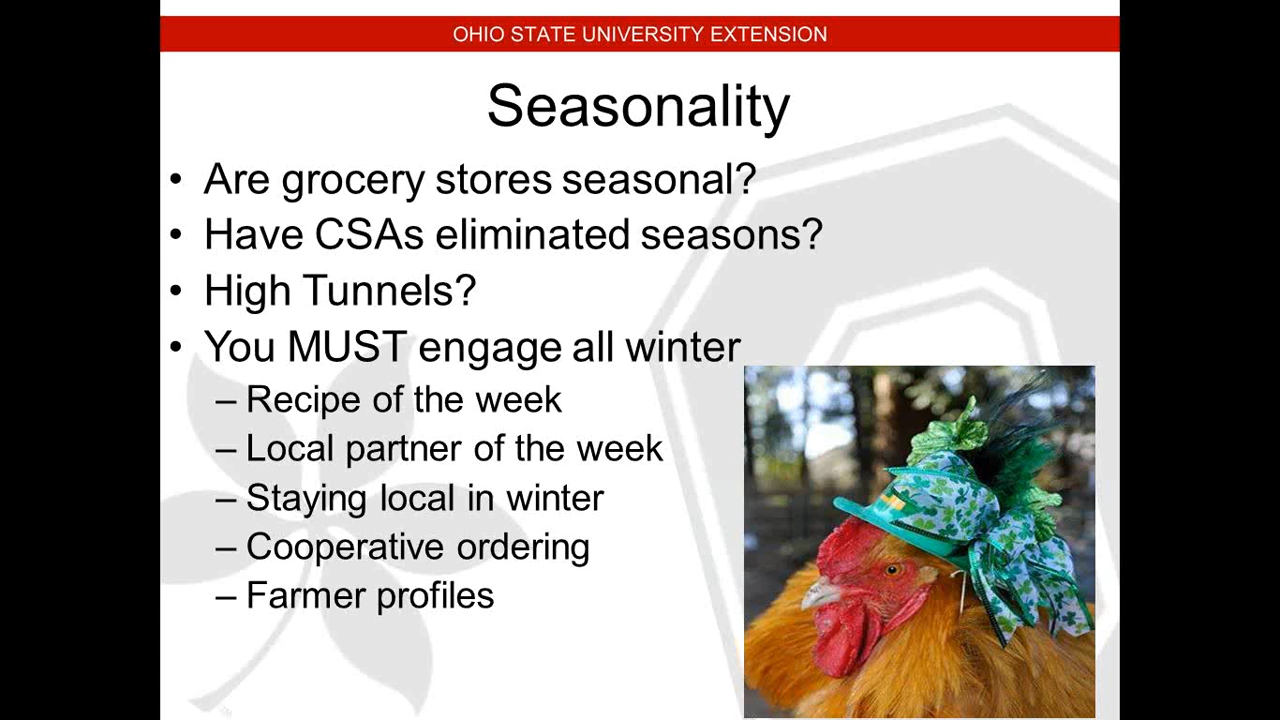 OHIO STATE UNIVERSITY EXTENSION
Seasonality
• Are grocery stores seasonal?
• Have CSAs eliminated seasons?
• High Tunnels?
• You MUST engage all winter
– Recipe of the week
– Local partner of the week
– Staying local in winter
– Cooperative ordering
– Farmer profiles
TM